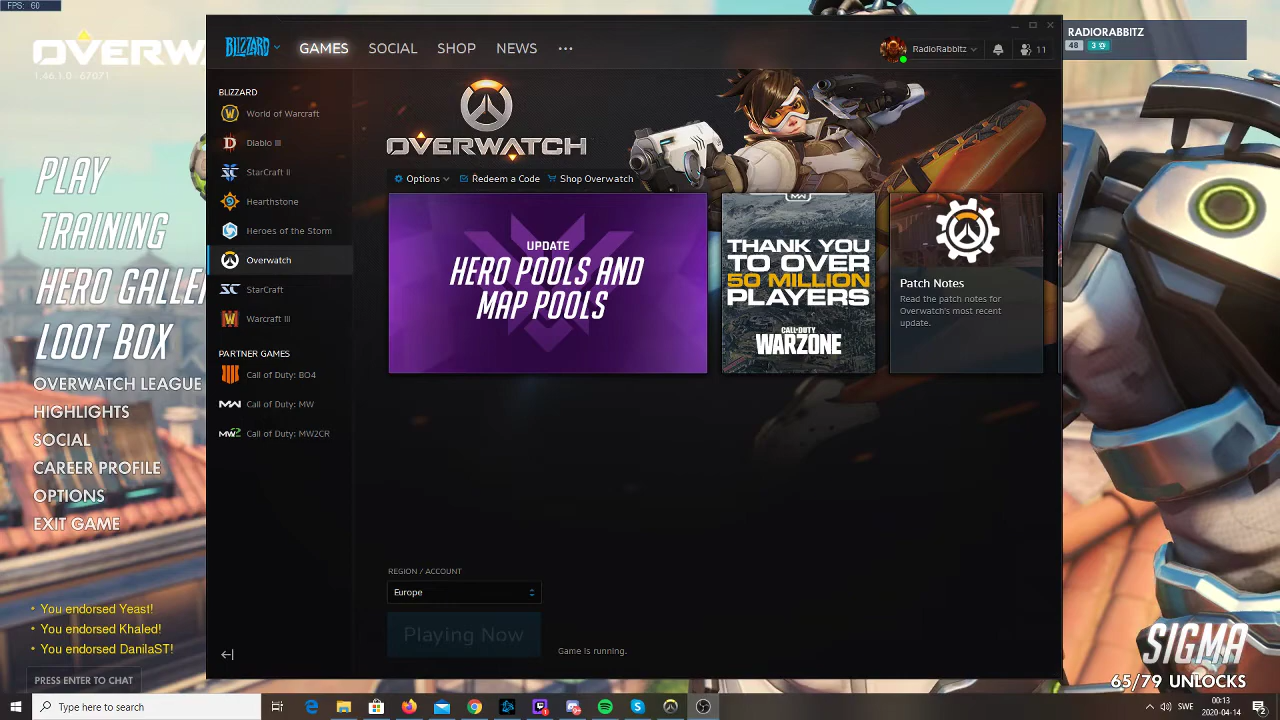 FPS: 60
OVERW
1.46.1.0-67071
PLAY
TRAINING
HERO GALLE
LOOT BOX
OVERWATCH LEAGUE
HIGHLIGHTS
SOCIAL
CAREER PROFILE
OPTIONS
EXIT GAME
You endorsed Yeast!
You endorsed Khaled!
You endorsed DanilaST!
PRESS ENTER TO CHAT
BLIZZARD
GAMES
SOCIAL
SHOP
NEWS
RadioRabbitz
11
BLIZZARD
World of Warcraft
Diablo III
StarCraft II
Hearthstone
Heroes of the Storm
Overwatch
StarCraft
Warcraft III
PARTNER GAMES
Call of Duty: BO4
Call of Duty: MW
Call of Duty: MW2CR
OVERWATCH
Options
Redeem a Code
Shop Overwatch
UPDATE
HERO POOLS AND
MAP POOLS
MW
THANK YOU
TO OVER
50 MILLION
PLAYERS
CALL OF DUTY
WARZONE
Patch Notes
Read the patch notes for
Overwatch's most recent
update.
REGION / ACCOUNT
Europe
Playing Now
Game is running.
RADIORABBITZ
48
3
SIGMA
65/79 UNLOCKS
Type here to search
SWE
00:13
2020-04-14
2